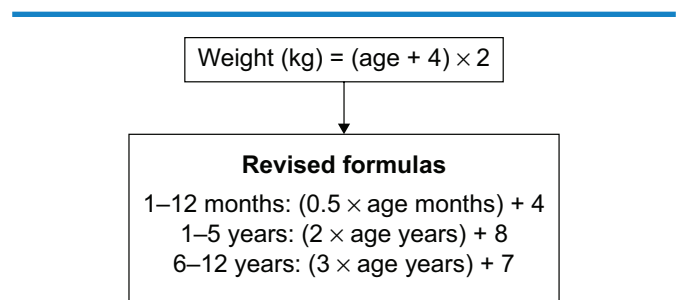 Weight (kg) = (age + 4) × 2
Revised formulas
1–12 months: (0.5 × age months) + 4
1–5 years: (2 × age years) + 8
6–12 years: (3 × age years) + 7